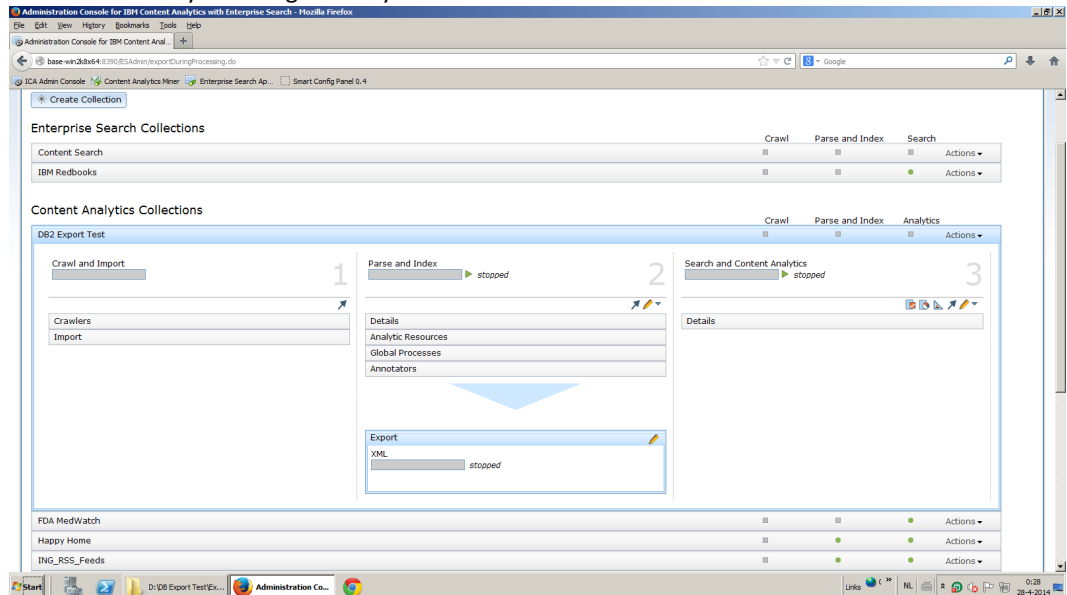 Administration Console for IBM Content Analytics with Enterprise Search - Mozilla Firefox
File Edit View History Bookmarks Tools Help
Administration Console for IBM Content Anal... +
base-win2k8x64:8390/ESAdmin/exportDuringProcessing.do Google
ICA Admin Console Content Analytics Miner Enterprise Search Ap... Smart Config Panel 0.4
Create Collection
Enterprise Search Collections
Crawl Parse and Index Search
Content Search Actions
IBM Redbooks Actions
Content Analytics Collections
Crawl Parse and Index Analytics
DB2 Export Test Actions
Crawl and Import 1 Parse and Index stopped 2 Search and Content Analytics stopped 3
Crawlers Details Details
Import Analytic Resources
Global Processes
Annotators
Export
XML
stopped
FDA MedWatch Actions
Happy Home Actions
ING_RSS_Feeds Actions
Start D:\DB Export Test\Ex... Administration Co... Links NL 0:28
28-4-2014